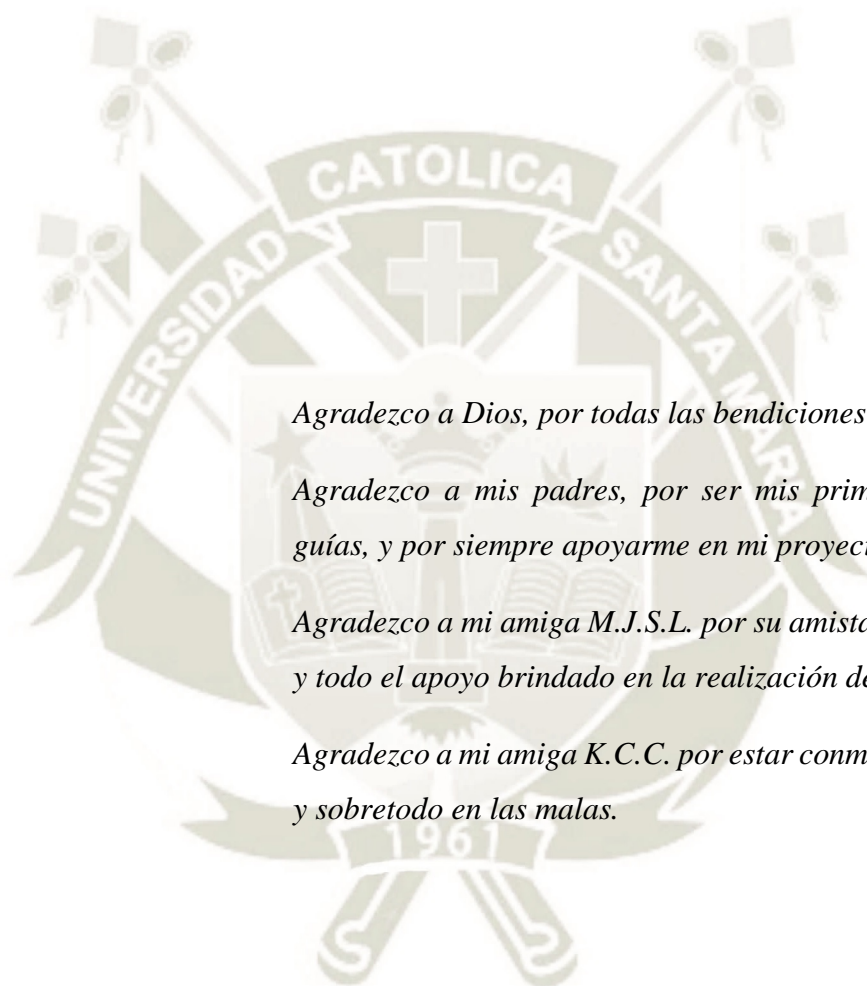 CATOLICA
UNIVERSIDAD
SANTA MARIA
Agradezco a Dios, por todas las bendiciones
Agradezco a mis padres, por ser mis prim
guías, y por siempre apoyarme en mi proyec
Agradezco a mi amiga M.J.S.L. por su amista
y todo el apoyo brindado en la realización de
Agradezco a mi amiga K.C.C. por estar conm
y sobretodo en las malas.
1961